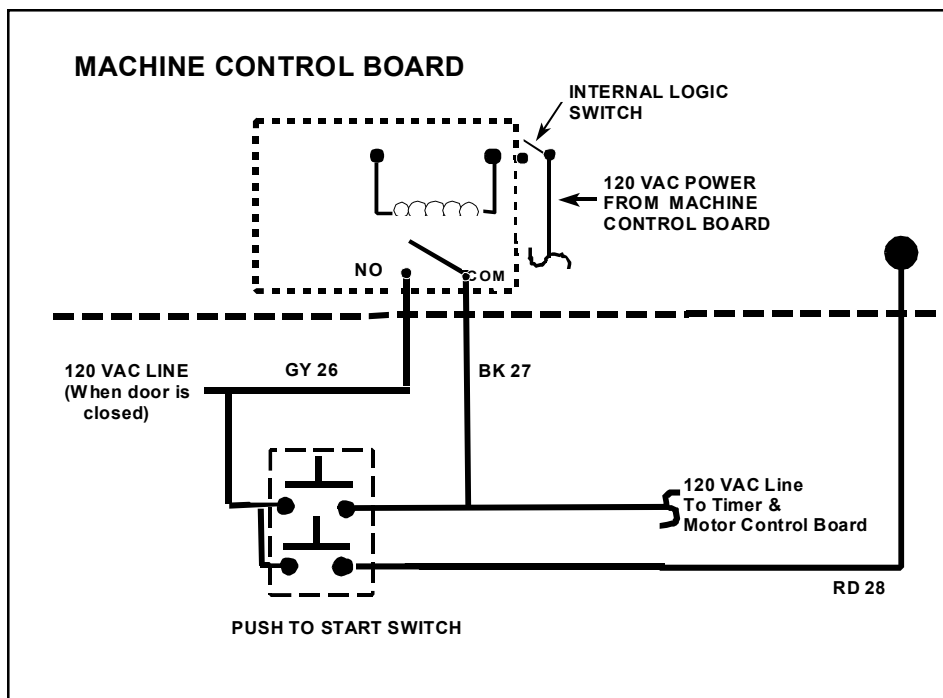 MACHINE CONTROL BOARD
INTERNAL LOGIC
SWITCH
120 VAC POWER
FROM MACHINE
CONTROL BOARD
NO
COM
120 VAC LINE
(When door is
closed)
GY 26
BK 27
120 VAC Line
To Timer &
Motor Control Board
RD 28
PUSH TO START SWITCH